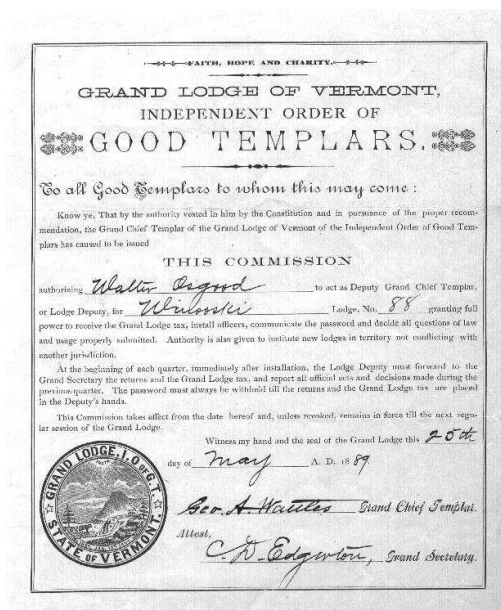 FAITH, HOPE, AND CHARITY.
GRAND LODGE OF VERMONT,
INDEPENDENT ORDER OF
GOOD TEMPLARS,
To all Good Templars to whom this may come:
Know ye, That by the authority vested in him by the Constitution and in pursuance of the proper recom-
mendation, the Grand Chief Templar of the Grand Lodge of Vermont of the Independent Order of Good Tem-
plars has caused to be issued
THIS COMMISSION
authorizing Walter Osgood to act as Deputy Grand Chief Templar,
or Lodge Deputy, for Winooski Lodge, No. 88 granting full
power to receive the Grand Lodge tax, install officers, communicate the password and decide all questions of law
and usage properly submitted. Authority is also given to institute new lodges in territory not conflicting with
another jurisdiction.
At the beginning of each quarter, immediately after installation, the Lodge Deputy must forward to the
Grand Secretary the returns and the Grand Lodge tax, and report all official acts and decisions made during the
previous quarter. The password must always be withheld till the returns and the Grand Lodge tax are placed
in the Deputy's hands.
This Commission takes effect from the date hereof and, unless revoked, remains in force till the next regu-
lar session of the Grand Lodge.
Witness my hand and the seal of the Grand Lodge this 25th
day of May A. D. 1889.
Geo. A. Wattles Grand Chief Templar.
Attest,
C. D. Edgerton, Grand Secretary.
GRAND LODGE, I. O. of G. T.
STATE OF VERMONT.